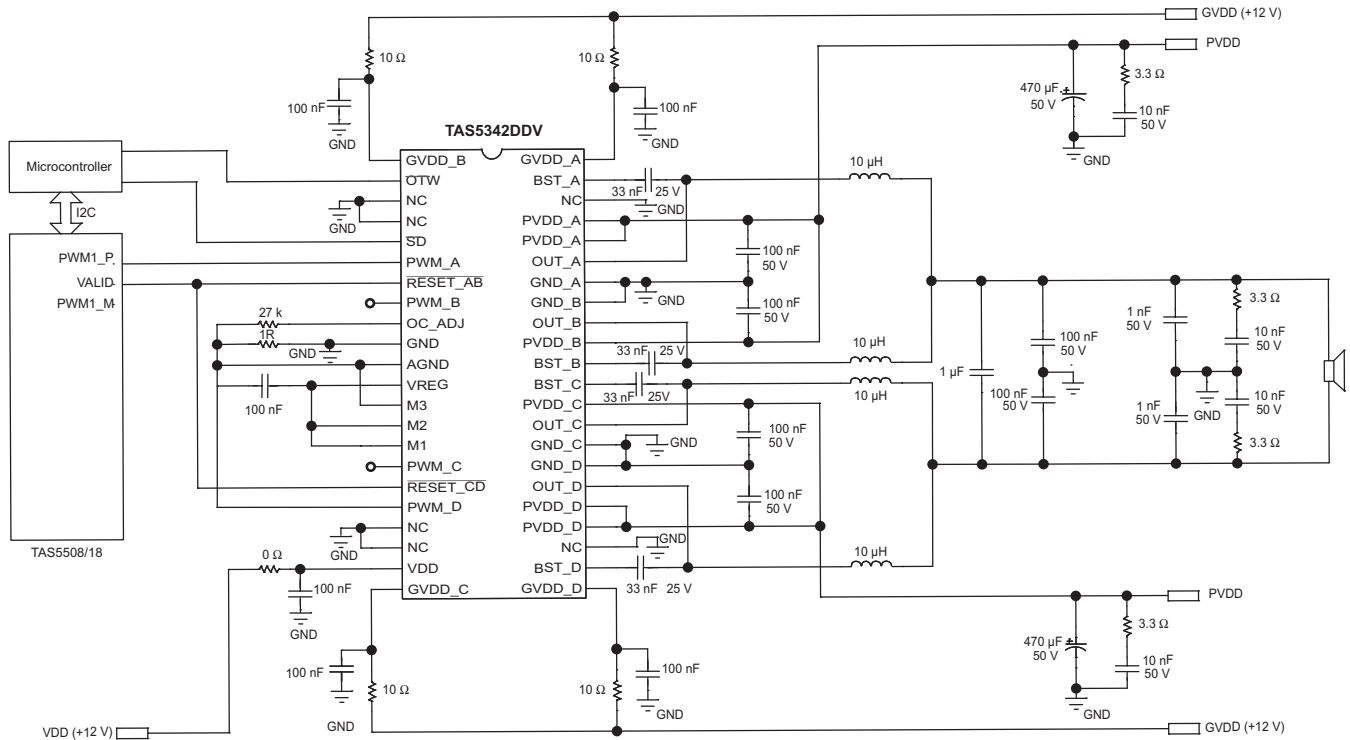 GVDD (+12 V)
PVDD
10 Ω
10 Ω
3.3 Ω
470 µF
50 V
10 nF
50 V
100 nF
100 nF
GND
GND
GND
TAS5342DDV
Microcontroller
I2C
PWM1_P
VALID
PWM1_M
TAS5508/18
GVDD_B
OTW
NC
NC
SD
PWM_A
RESET_AB
PWM_B
OC_ADJ
GND
AGND
VREG
M3
M2
M1
PWM_C
RESET_CD
PWM_D
NC
NC
VDD
GVDD_C
GVDD_A
BST_A
NC
PVDD_A
PVDD_A
OUT_A
GND_A
GND_B
OUT_B
PVDD_B
BST_B
BST_C
PVDD_C
OUT_C
GND_C
GND_D
OUT_D
PVDD_D
PVDD_D
NC
BST_D
GVDD_D
GND
27 k
1R
GND
100 nF
GND
0 Ω
100 nF
GND
33 nF 25 V
GND
100 nF
50 V
GND
100 nF
50 V
33 nF 25 V
33 nF 25V
100 nF
50 V
GND
100 nF
50 V
GND
33 nF 25 V
10 µH
10 µH
10 µH
10 µH
1 µF
100 nF
50 V
100 nF
50 V
1 nF
50 V
1 nF
50 V
GND
3.3 Ω
10 nF
50 V
10 nF
50 V
3.3 Ω
PVDD
3.3 Ω
470 µF
50 V
10 nF
50 V
GND
100 nF
10 Ω
GND
10 Ω
100 nF
GND
VDD (+12 V)
GVDD (+12 V)